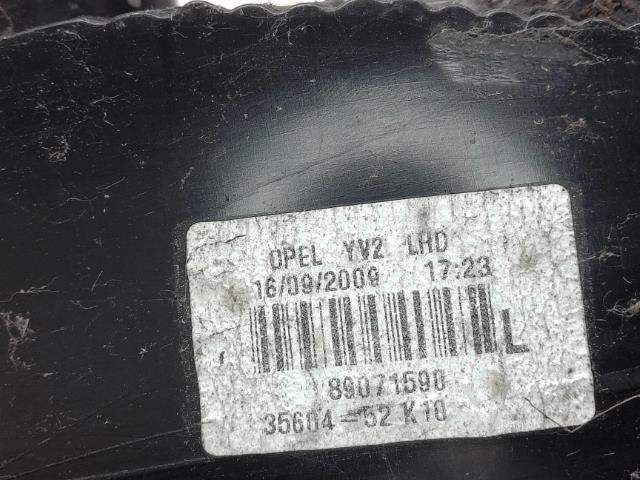 OPEL YV2 LHD
16/09/2009 17:23
L
89071590
35604-52 K10